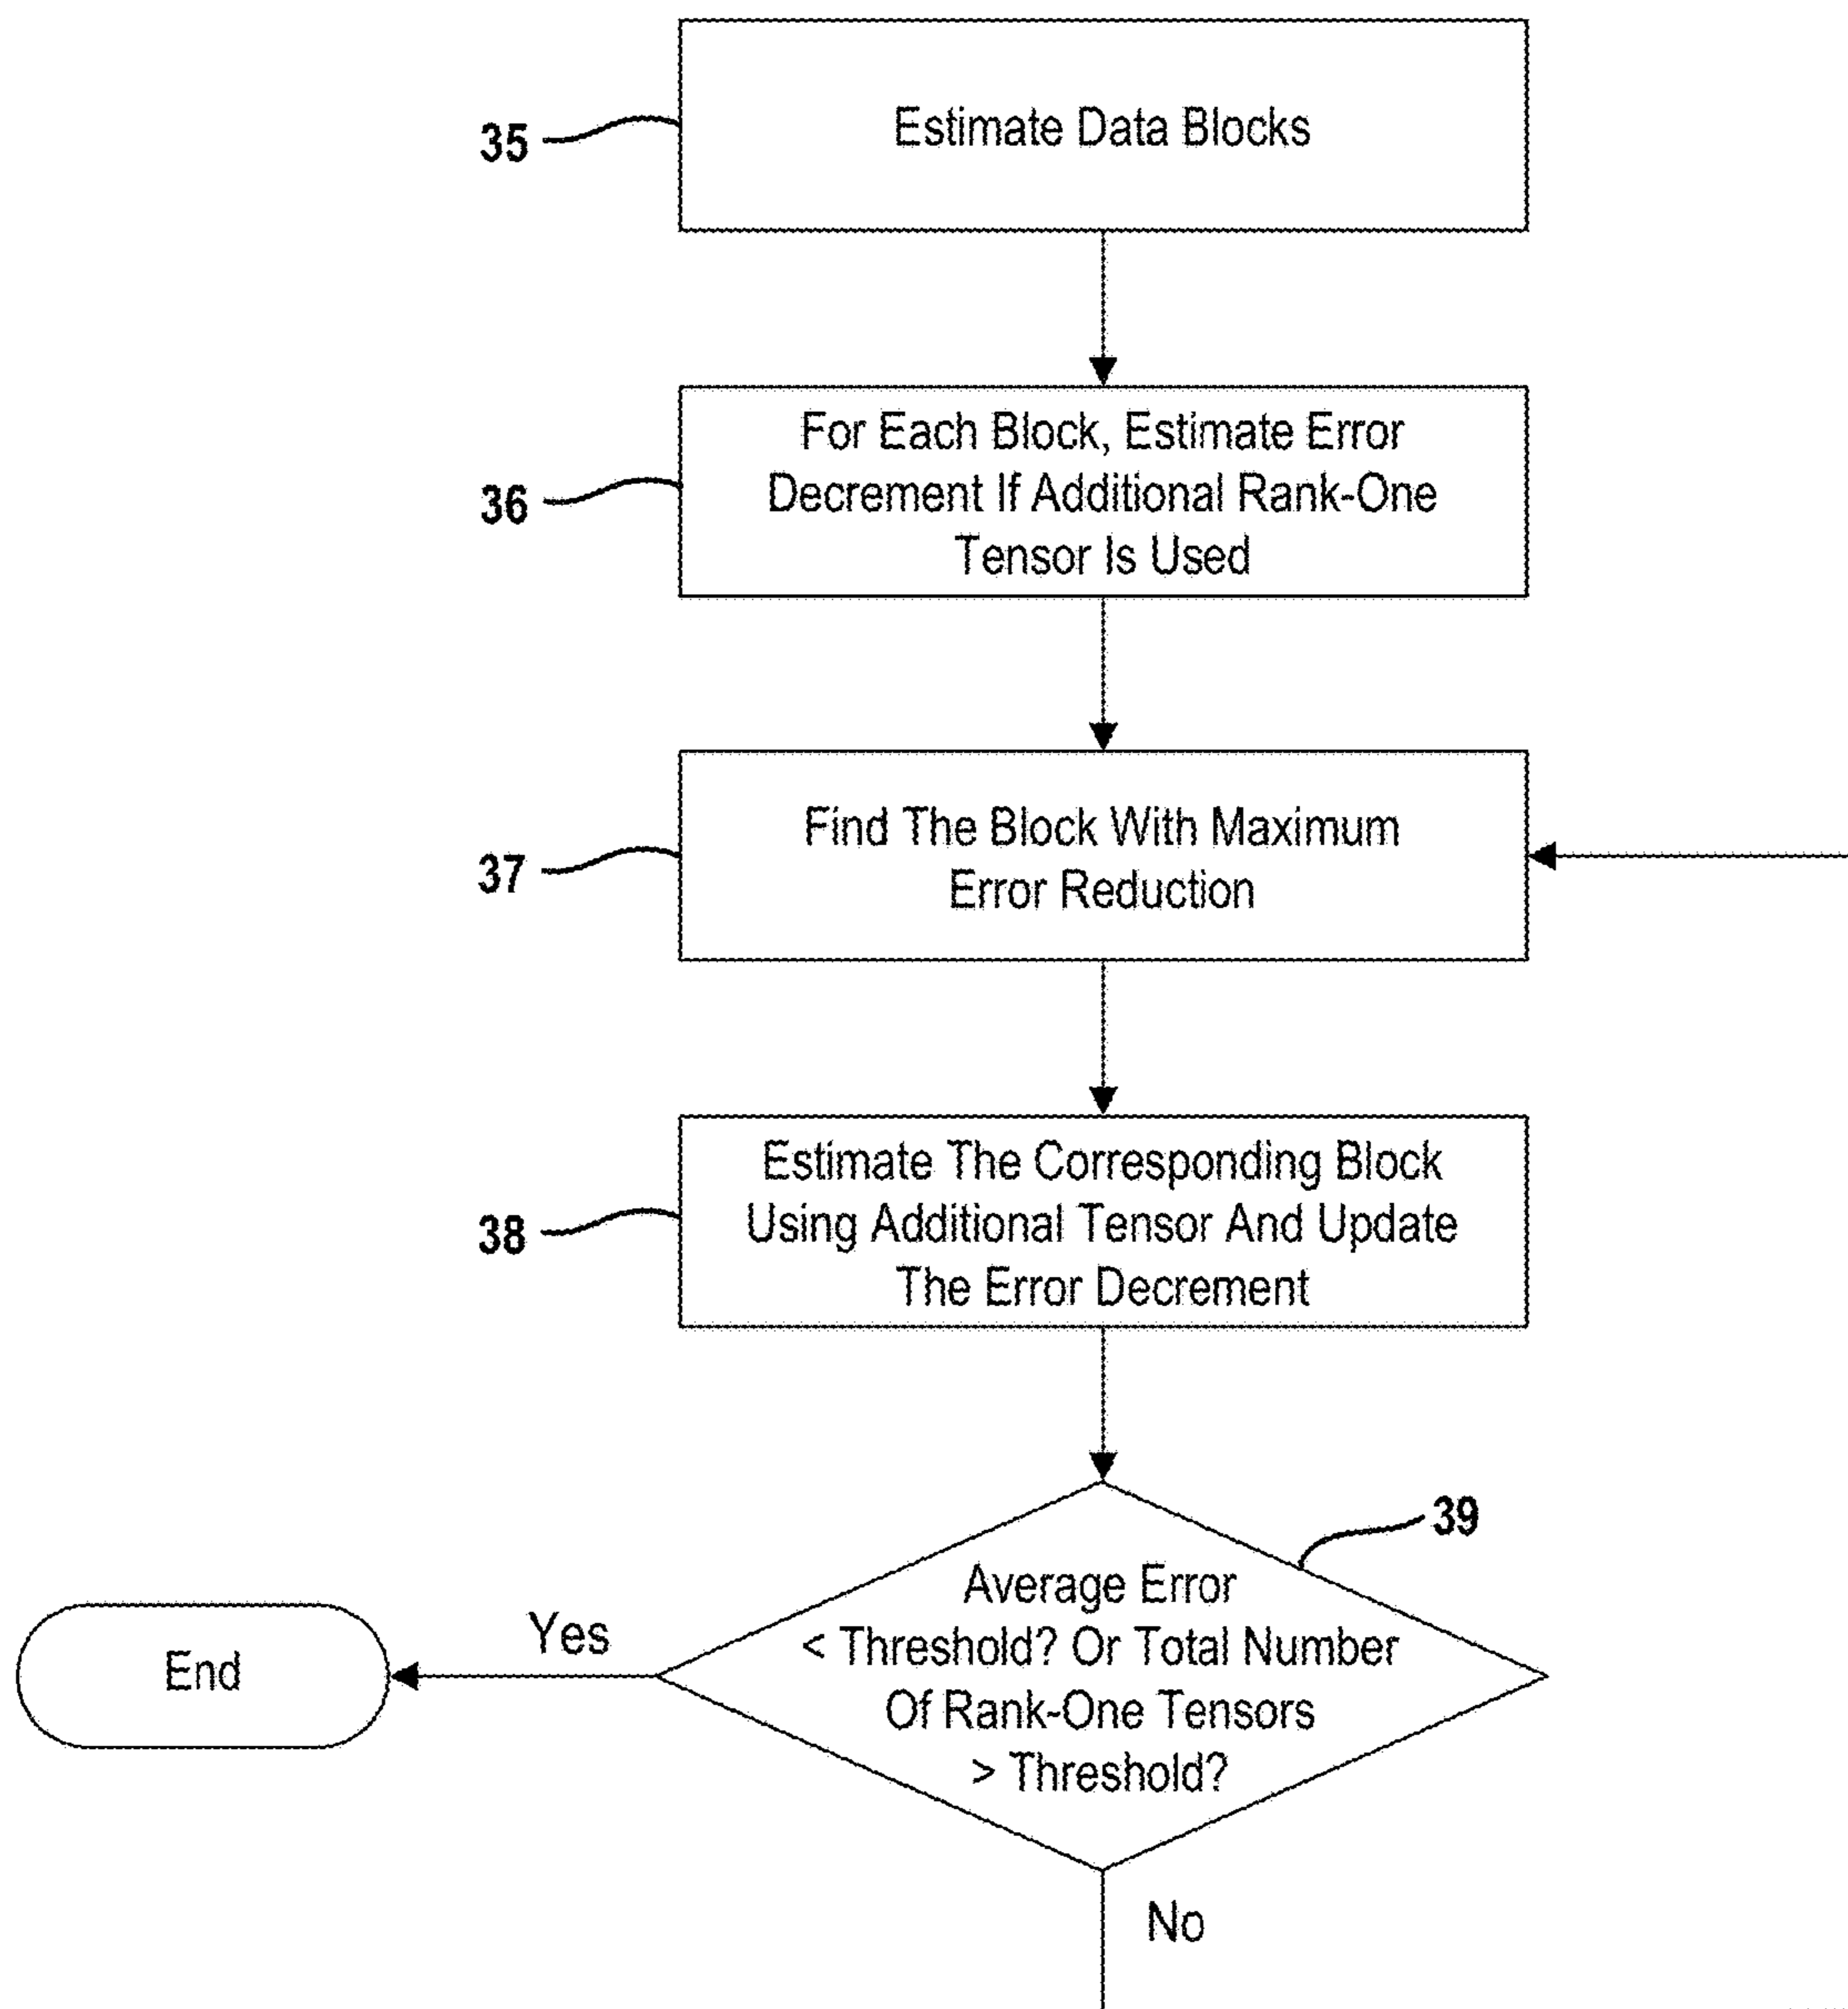 35
Estimate Data Blocks
36
For Each Block, Estimate Error
Decrement If Additional Rank-One
Tensor Is Used
37
Find The Block With Maximum
Error Reduction
38
Estimate The Corresponding Block
Using Additional Tensor And Update
The Error Decrement
39
Average Error
< Threshold? Or Total Number
Of Rank-One Tensors
> Threshold?
Yes
End
No